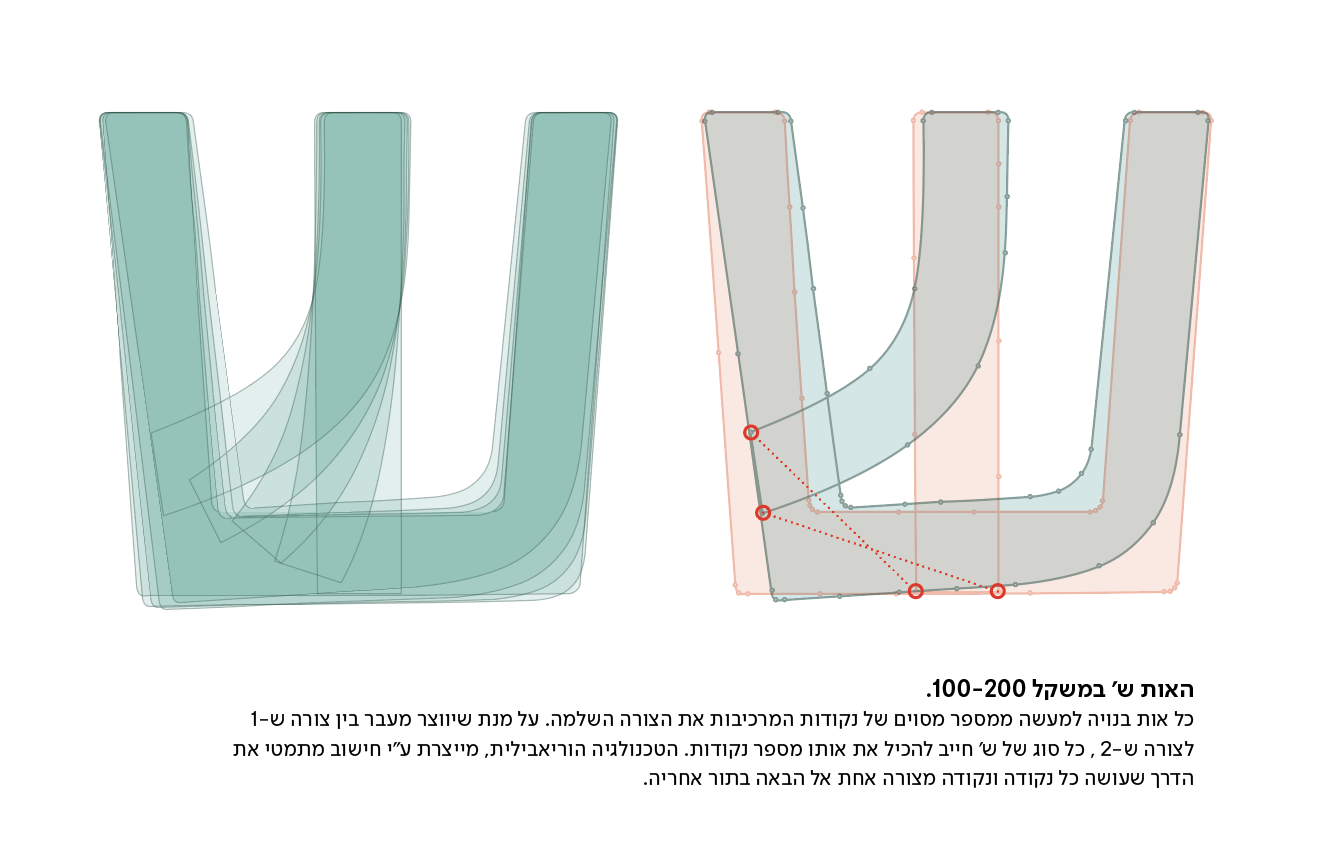 האות ש׳ במשקל 100-200.
כל אות בנויה למעשה ממספר מסוים של נקודות המרכיבות את הצורה השלמה. על מנת שיווצר מעבר בין צורה ש-1
לצורה ש-2 , כל סוג של ש׳ חייב להכיל את אותו מספר נקודות. הטכנולגיה הוריאבילית, מייצרת ע״י חישוב מתמטי את
הדרך שעושה כל נקודה ונקודה מצורה אחת אל הבאה בתור אחריה.